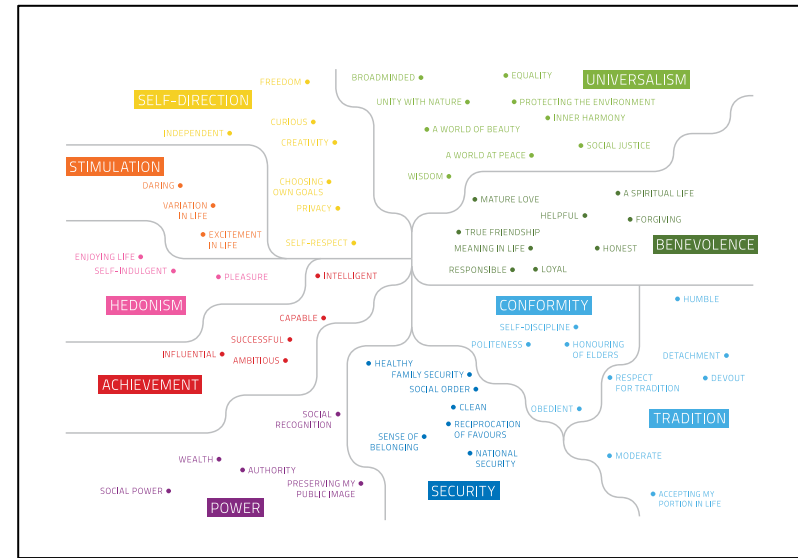 SELF-DIRECTION
FREEDOM
CURIOUS
INDEPENDENT
CREATIVITY
CHOOSING
OWN GOALS
PRIVACY
SELF-RESPECT
STIMULATION
DARING
VARIATION
IN LIFE
EXCITEMENT
IN LIFE
ENJOYING LIFE
SELF-INDULGENT
PLEASURE
HEDONISM
INTELLIGENT
CAPABLE
SUCCESSFUL
INFLUENTIAL
AMBITIOUS
ACHIEVEMENT
SOCIAL
RECOGNITION
WEALTH
AUTHORITY
SOCIAL POWER
PRESERVING MY
PUBLIC IMAGE
POWER
UNIVERSALISM
BROADMINDED
EQUALITY
UNITY WITH NATURE
PROTECTING THE ENVIRONMENT
INNER HARMONY
A WORLD OF BEAUTY
SOCIAL JUSTICE
A WORLD AT PEACE
WISDOM
MATURE LOVE
A SPIRITUAL LIFE
HELPFUL
FORGIVING
TRUE FRIENDSHIP
MEANING IN LIFE
HONEST
BENEVOLENCE
RESPONSIBLE
LOYAL
CONFORMITY
SELF-DISCIPLINE
POLITENESS
HONOURING
OF ELDERS
OBEDIENT
HUMBLE
DETACHMENT
RESPECT
FOR TRADITION
DEVOUT
TRADITION
MODERATE
ACCEPTING MY
PORTION IN LIFE
HEALTHY
FAMILY SECURITY
SOCIAL ORDER
CLEAN
RECIPROCATION
OF FAVOURS
SENSE OF
BELONGING
NATIONAL
SECURITY
SECURITY